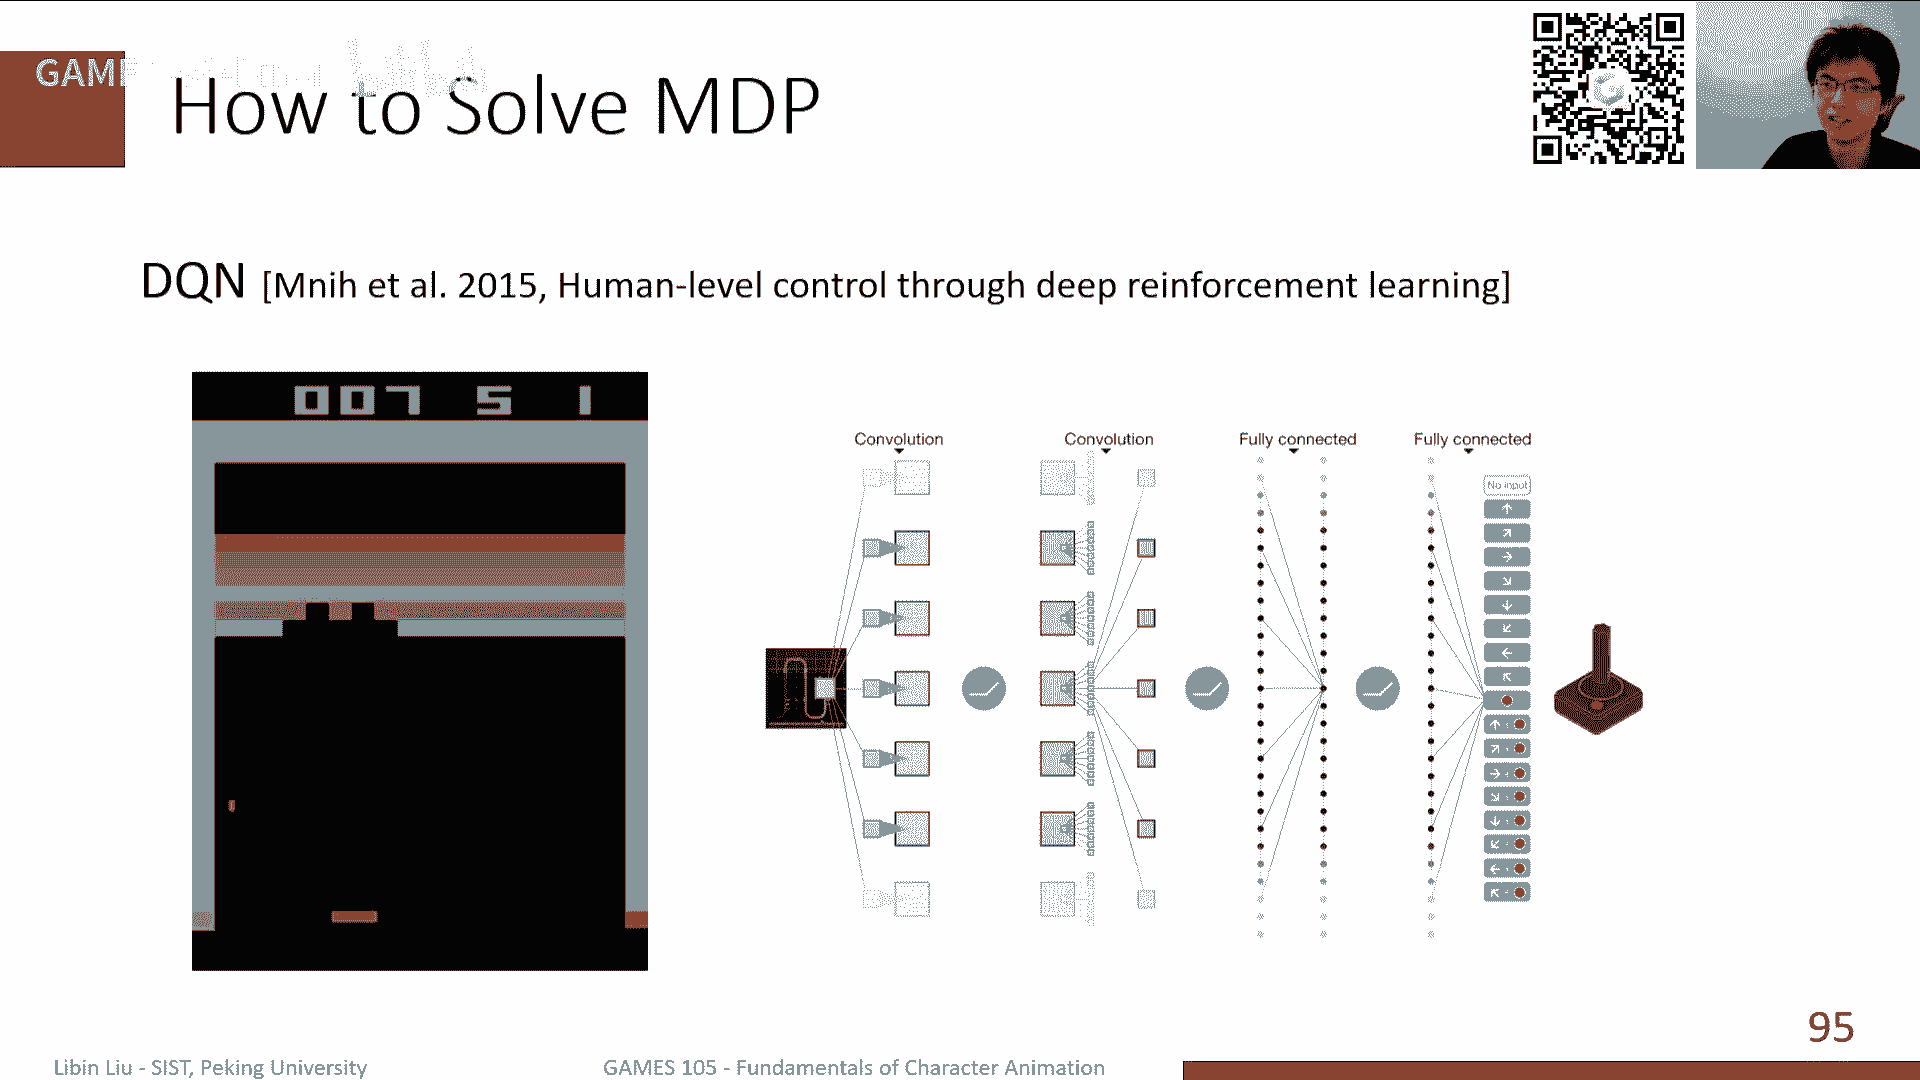 GAME
How to Solve MDP
DQN [Mnih et al. 2015, Human-level control through deep reinforcement learning]
007 5 1
Convolution Convolution Fully connected Fully connected
No input
95
Libin Liu - SIST, Peking University GAMES 105 - Fundamentals of Character Animation